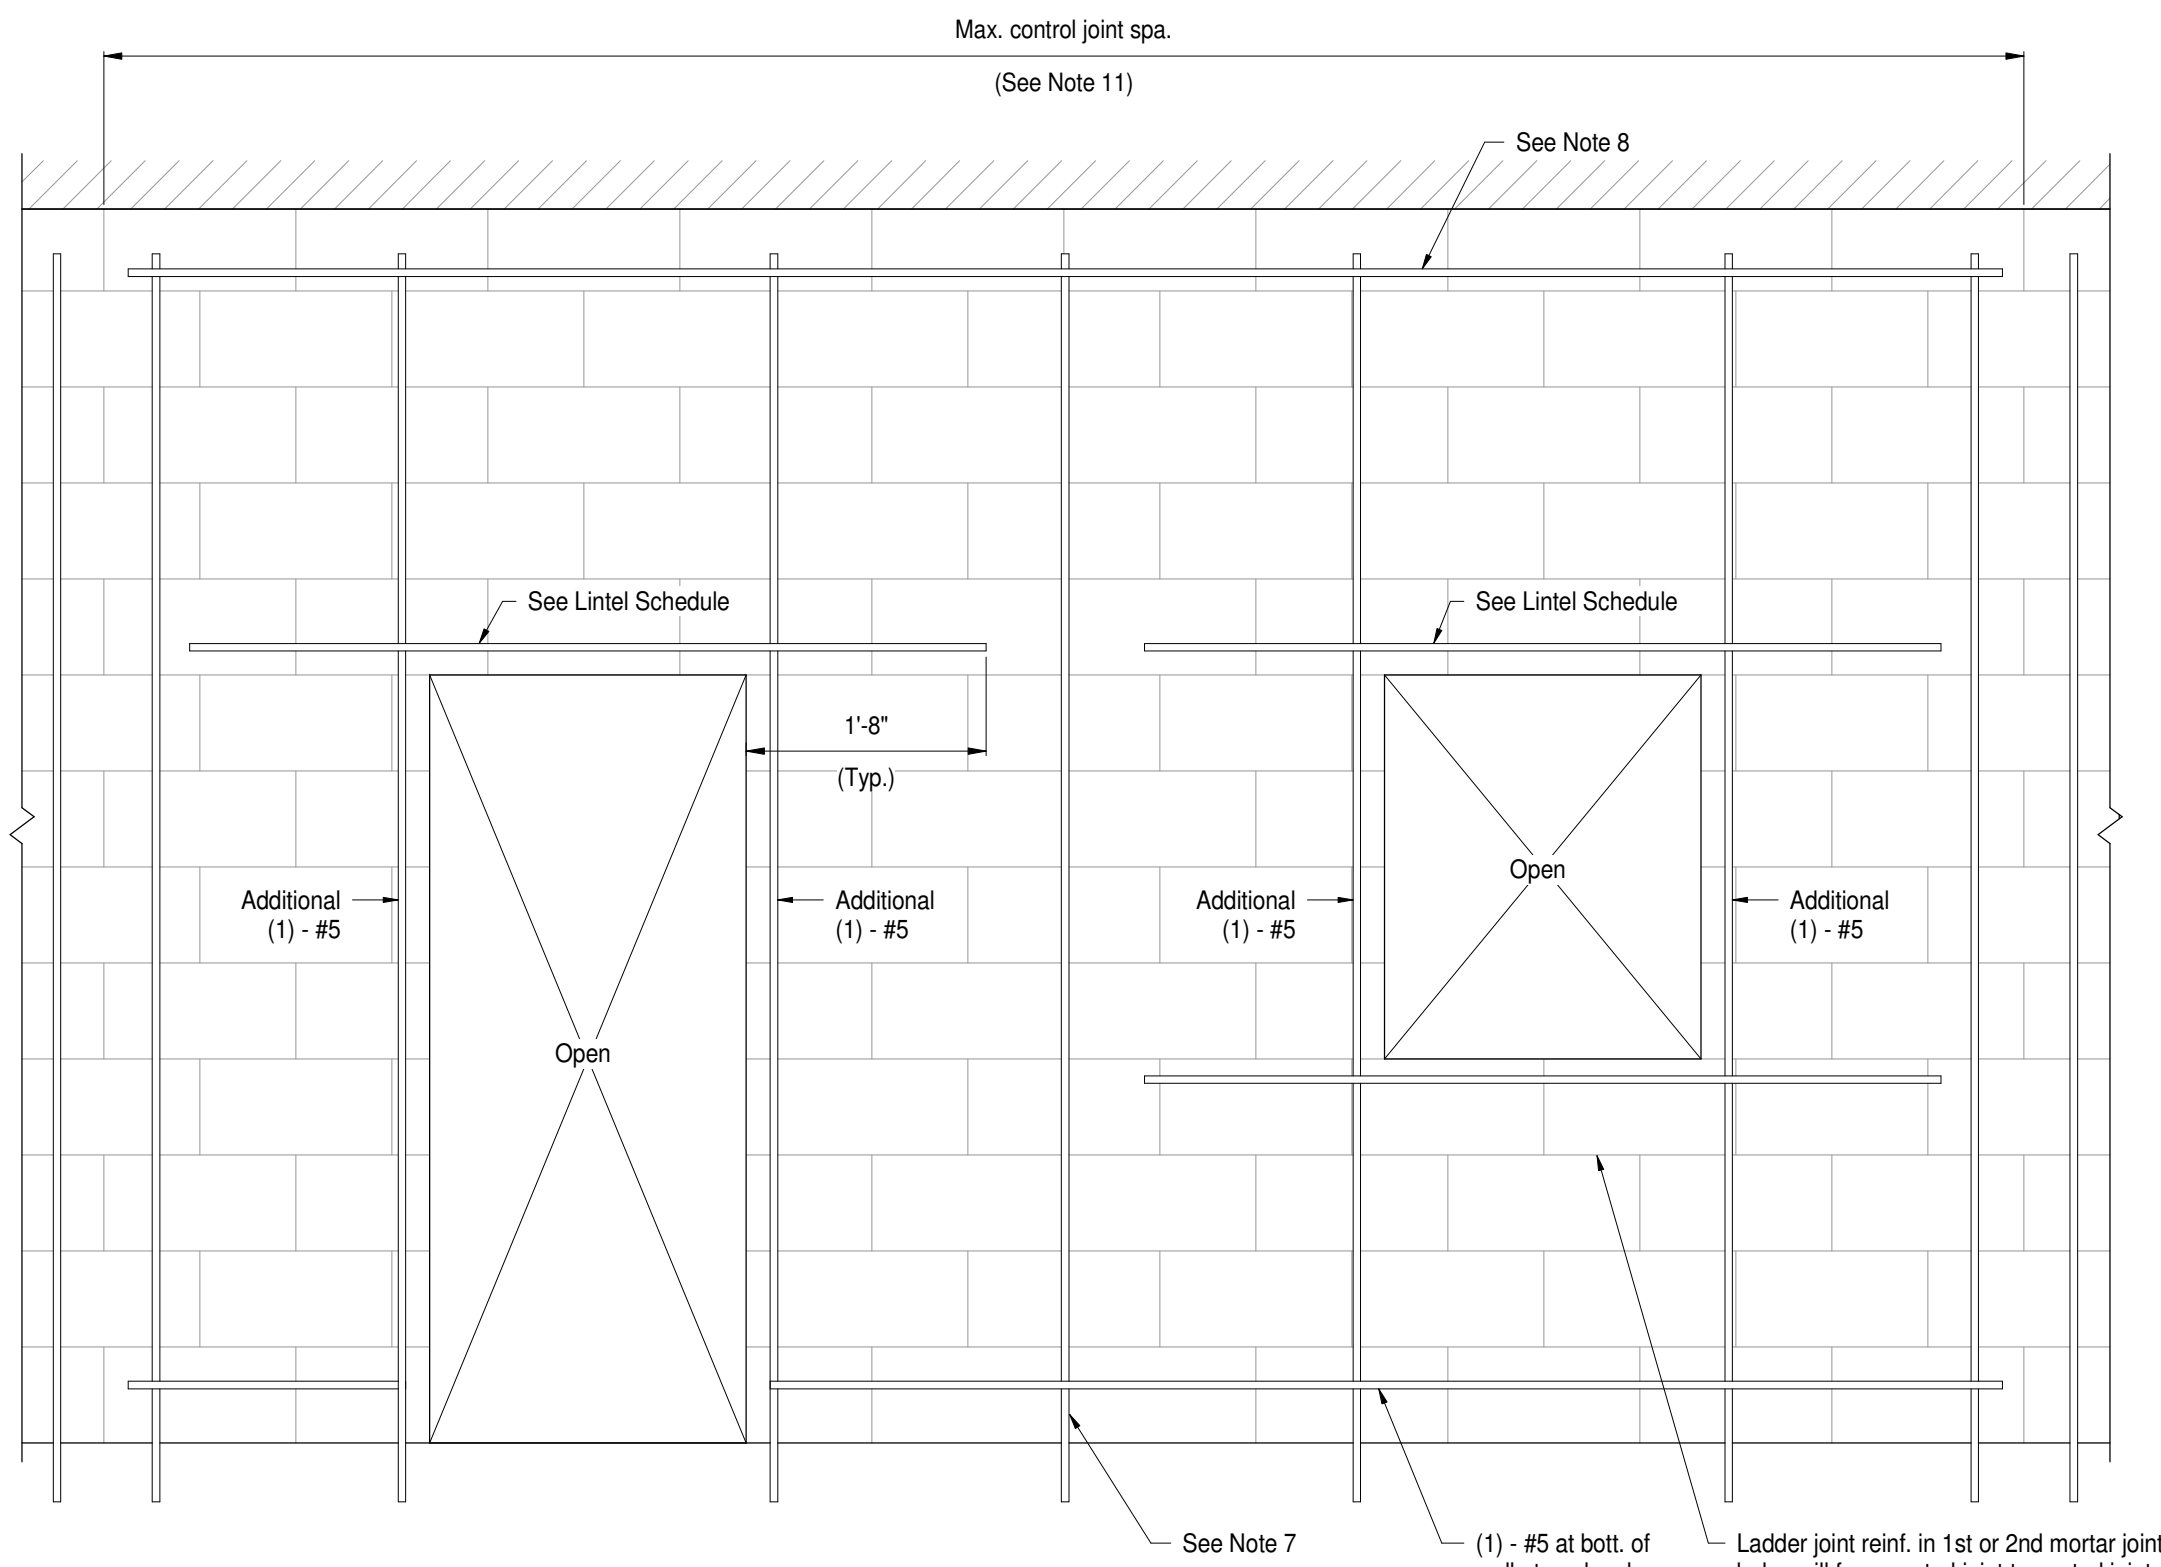 Max. control joint spa.
(See Note 11)
See Note 8
See Lintel Schedule
See Lintel Schedule
1'-8"
(Typ.)
Open
Additional
(1) - #5
Additional
(1) - #5
Additional
(1) - #5
Additional
(1) - #5
Open
See Note 7
(1) - #5 at bott. of
Ladder joint reinf. in 1st or 2nd mortar joint